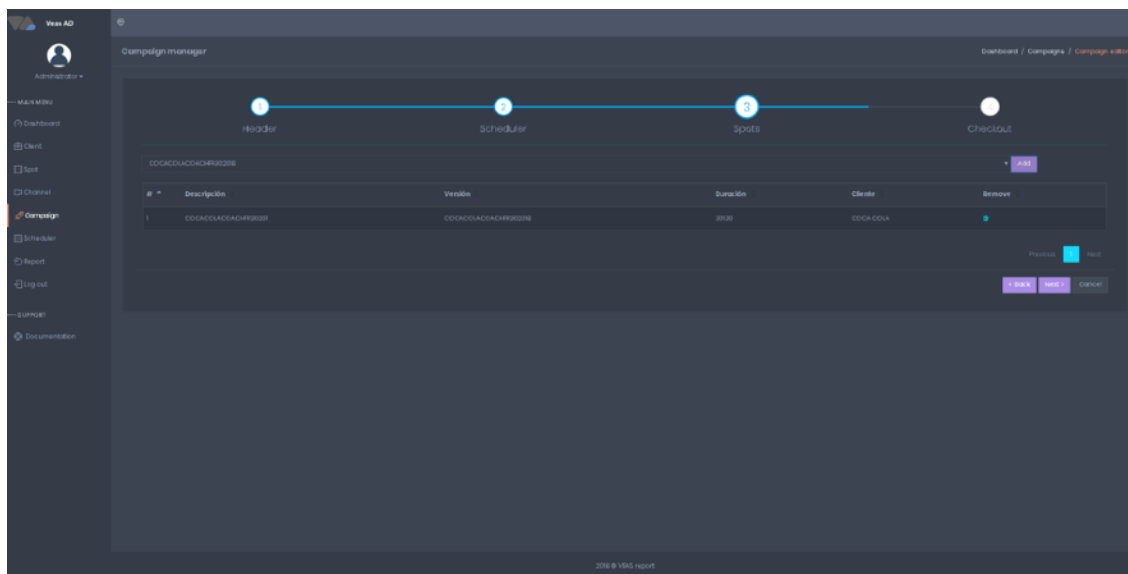 Veas AD
Administrator
MAIN MENU
Dashboard
Client
Spot
Channel
Campaign
Scheduler
Report
Log out
SUPPORT
Documentation
Campaign manager
Dashboard / Campaigns / Campaign editor
1
2
3
Header
Scheduler
Spots
Checkout
Add
# Descripción Versión Duración Cliente Remove
1 COCA COLA
Previous 1 Next
< Back Next > Cancel
2018 © VEAS report